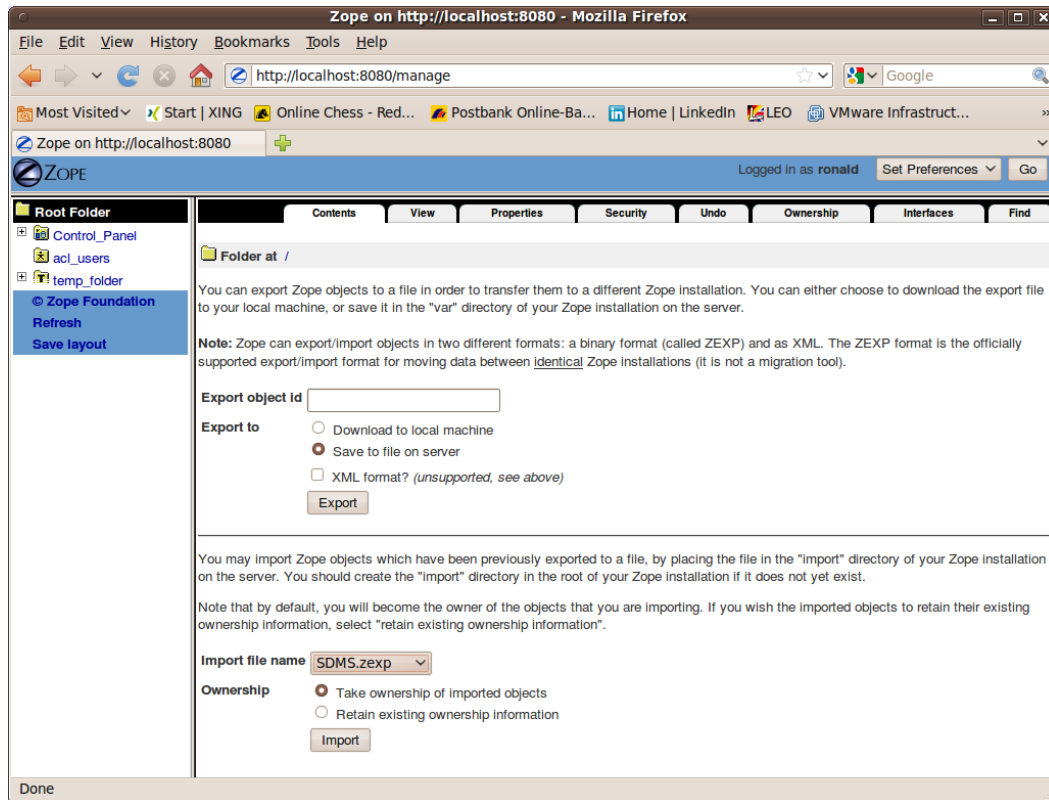 Zope on http://localhost:8080 - Mozilla Firefox
File Edit View History Bookmarks Tools Help
http://localhost:8080/manage
Google
Most Visited
Start | XING
Online Chess - Red...
Postbank Online-Ba...
Home | LinkedIn
LEO
VMware Infrastruct...
»
Zope on http://localhost:8080
ZOPE
Logged in as ronald
Set Preferences
Go
Root Folder
Control_Panel
acl_users
temp_folder
© Zope Foundation
Refresh
Save layout
Contents View Properties Security Undo Ownership Interfaces Find
Folder at /
You can export Zope objects to a file in order to transfer them to a different Zope installation. You can either choose to download the export file
to your local machine, or save it in the "var" directory of your Zope installation on the server.
Note: Zope can export/import objects in two different formats: a binary format (called ZEXP) and as XML. The ZEXP format is the officially
supported export/import format for moving data between identical Zope installations (it is not a migration tool).
Export object id
Export to
Download to local machine
Save to file on server
XML format? (unsupported, see above)
Export
You may import Zope objects which have been previously exported to a file, by placing the file in the "import" directory of your Zope installation
on the server. You should create the "import" directory in the root of your Zope installation if it does not yet exist.
Note that by default, you will become the owner of the objects that you are importing. If you wish the imported objects to retain their existing
ownership information, select "retain existing ownership information".
Import file name SDMS.zexp
Ownership
Take ownership of imported objects
Retain existing ownership information
Import
Done